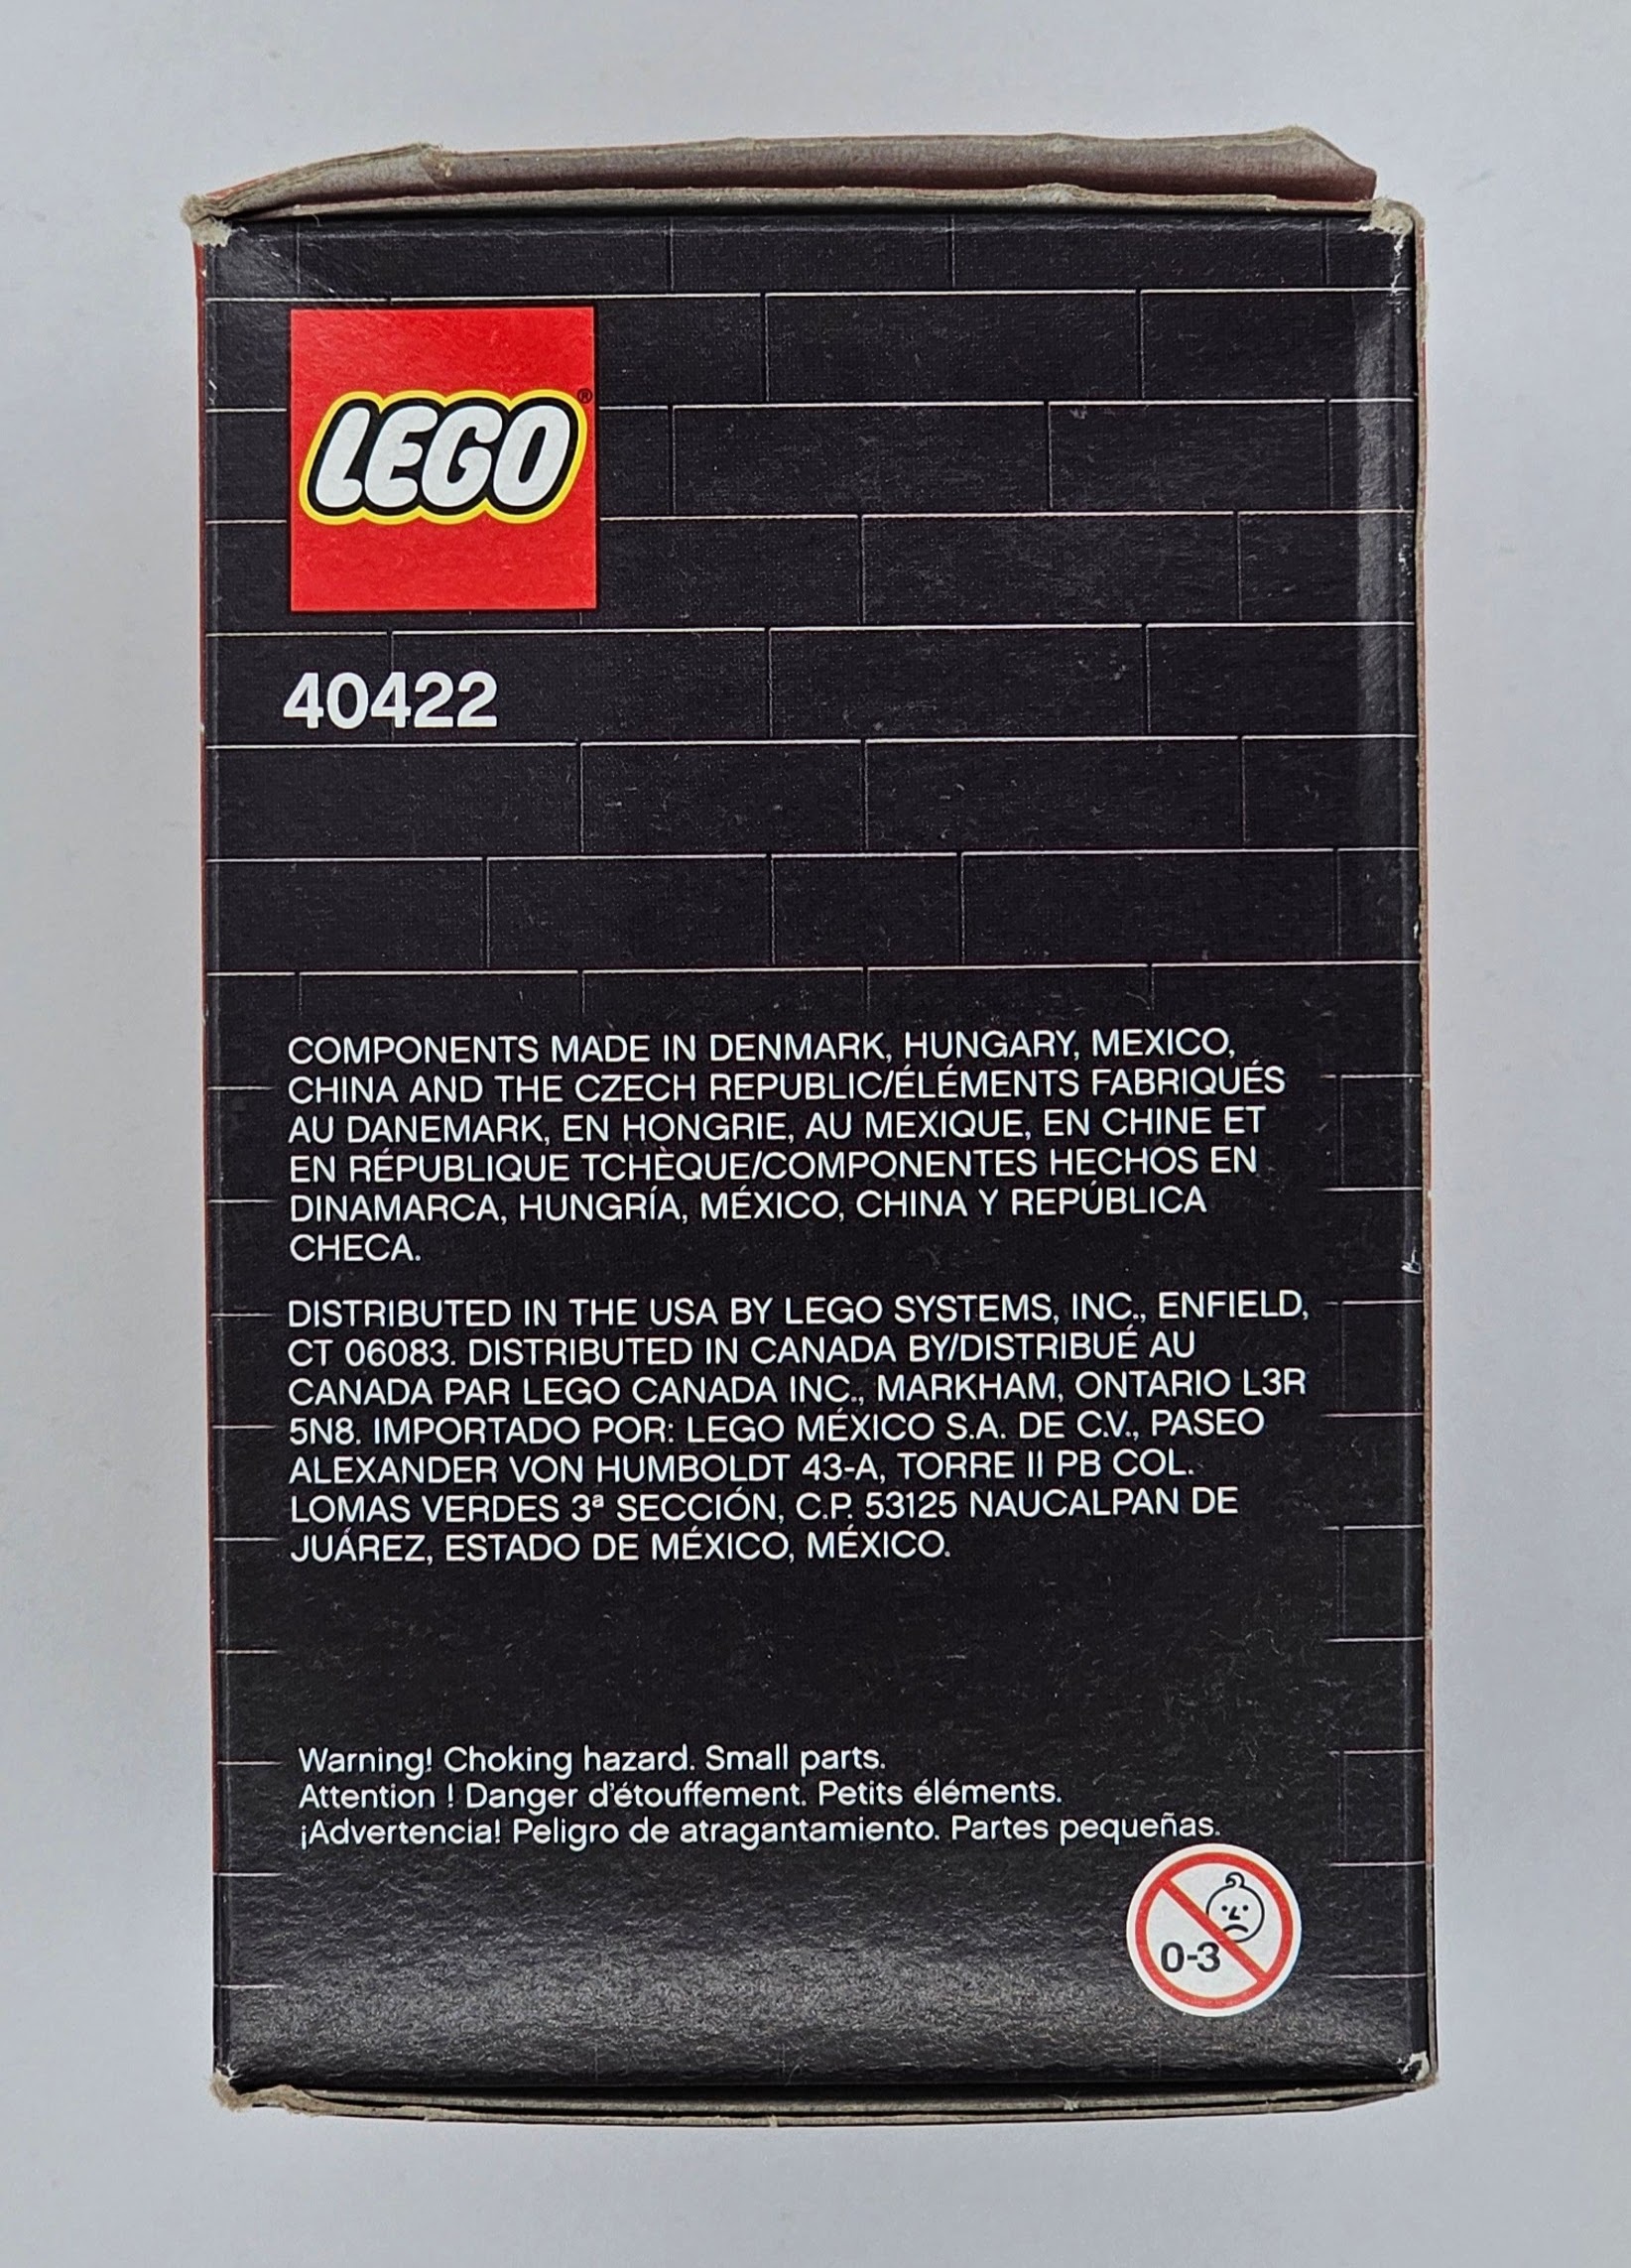 LEGO®
40422
COMPONENTS MADE IN DENMARK, HUNGARY, MEXICO,
CHINA AND THE CZECH REPUBLIC/ÉLÉMENTS FABRIQUÉS
AU DANEMARK, EN HONGRIE, AU MEXIQUE, EN CHINE ET
EN RÉPUBLIQUE TCHÈQUE/COMPONENTES HECHOS EN
DINAMARCA, HUNGRÍA, MÉXICO, CHINA Y REPÚBLICA
CHECA.
DISTRIBUTED IN THE USA BY LEGO SYSTEMS, INC., ENFIELD,
CT 06083. DISTRIBUTED IN CANADA BY/DISTRIBUÉ AU
CANADA PAR LEGO CANADA INC., MARKHAM, ONTARIO L3R
5N8. IMPORTADO POR: LEGO MÉXICO S.A. DE C.V., PASEO
ALEXANDER VON HUMBOLDT 43-A, TORRE II PB COL.
LOMAS VERDES 3ª SECCIÓN, C.P. 53125 NAUCALPAN DE
JUÁREZ, ESTADO DE MÉXICO, MÉXICO.
Warning! Choking hazard. Small parts.
Attention ! Danger d'étouffement. Petits éléments.
¡Advertencia! Peligro de atragantamiento. Partes pequeñas.
0-3